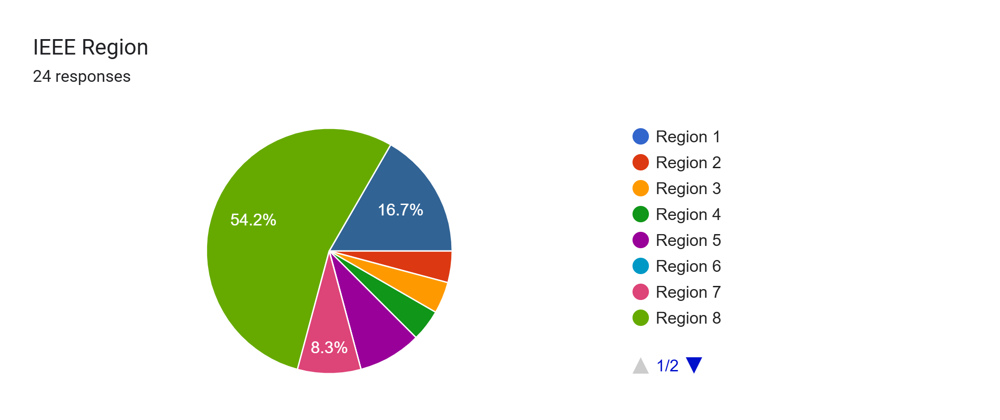 IEEE Region
24 responses
54.2%
16.7%
8.3%
Region 1
Region 2
Region 3
Region 4
Region 5
Region 6
Region 7
Region 8
1/2